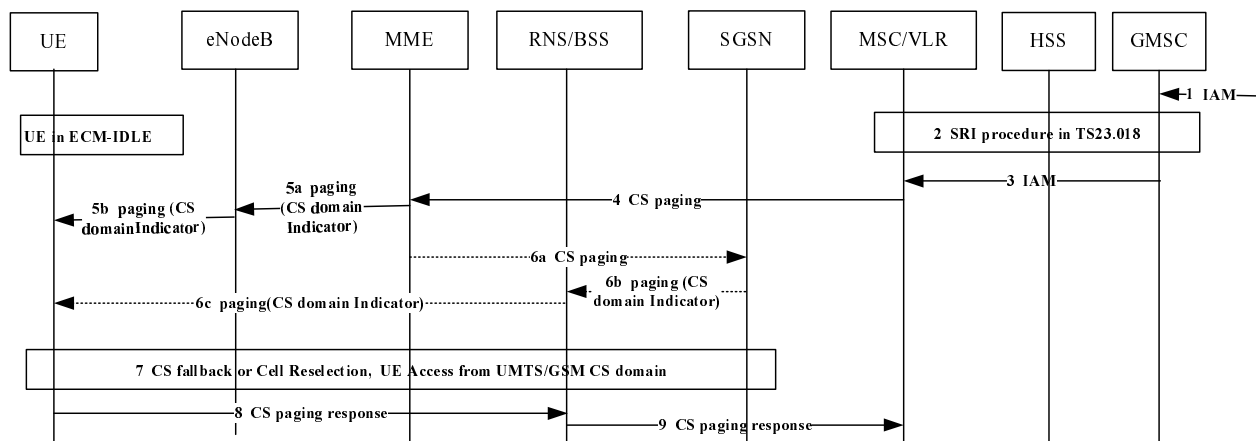 UE
eNodeB
MME
RNS/BSS
SGSN
MSC/VLR
HSS
GMSC
1 IAM
UE in ECM-IDLE
2 SRI procedure in TS23.018
3 IAM
4 CS paging
5a paging
(CS domain
Indicator)
5b paging (CS
domainIndicator)
6a CS paging
6b paging (CS
domain Indicator)
6c paging(CS domain Indicator)
7 CS fallback or Cell Reselection, UE Access from UMTS/GSM CS domain
8 CS paging response
9 CS paging response